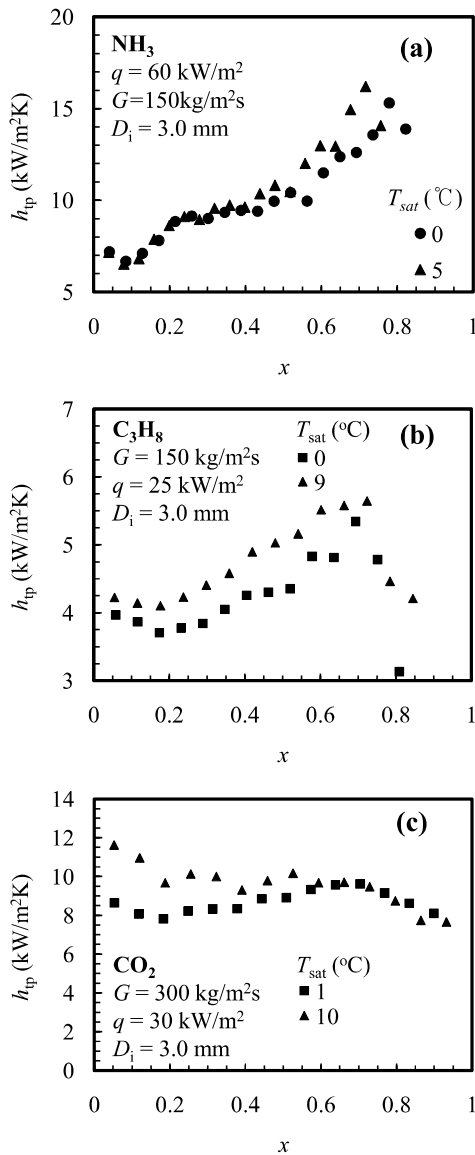 NH₃
(a)
q = 60 kW/m²
G=150kg/m²s
Dᵢ = 3.0 mm
Tsat (℃)
0
5
20
15
10
5
hₜₚ (kW/m²K)
0 0.2 0.4 0.6 0.8 1
x
C₃H₈
(b)
G = 150 kg/m²s
q = 25 kW/m²
Dᵢ = 3.0 mm
Tsat (ºC)
0
9
7
6
5
4
3
hₜₚ (kW/m²K)
0 0.2 0.4 0.6 0.8 1
x
(c)
CO₂
G = 300 kg/m²s
q = 30 kW/m²
Dᵢ = 3.0 mm
Tsat (ºC)
1
10
14
12
10
8
6
4
2
0
hₜₚ (kW/m²K)
0 0.2 0.4 0.6 0.8 1
x